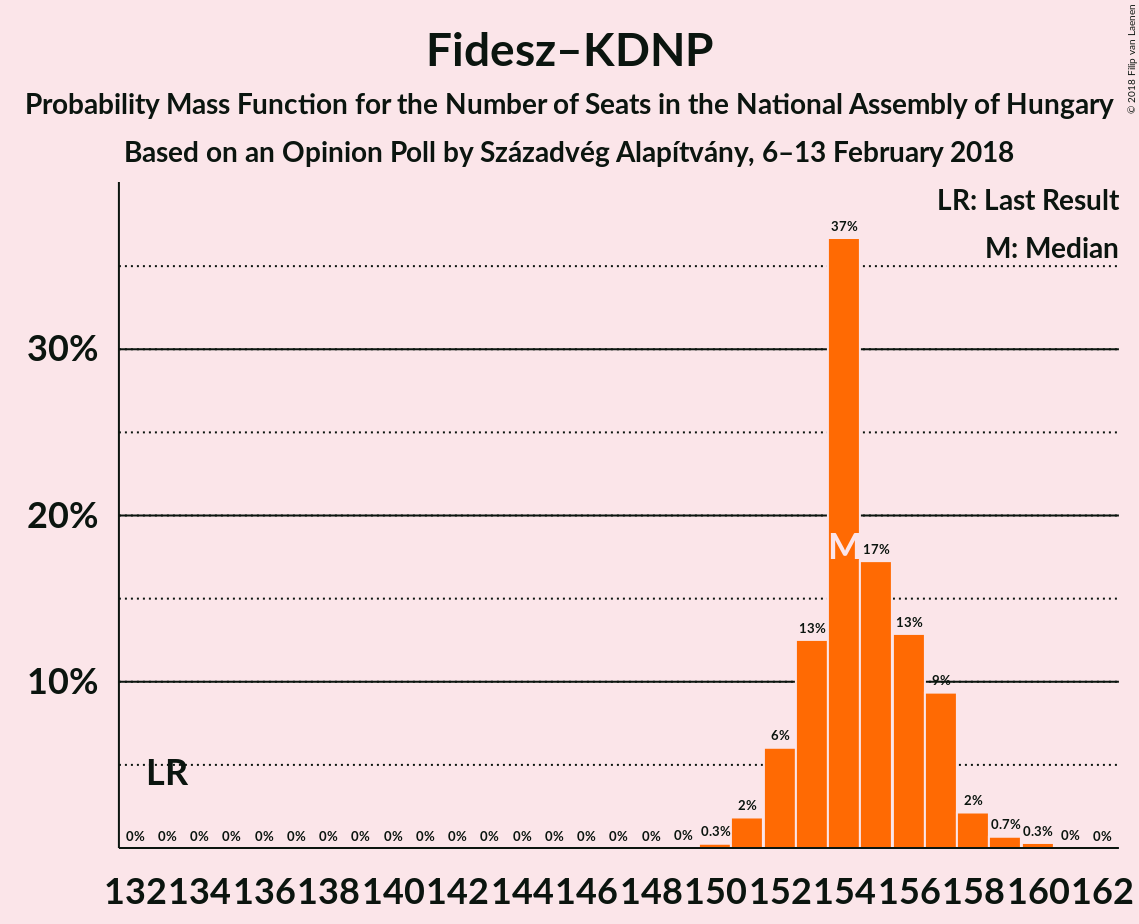 Fidesz–KDNP
Probability Mass Function for the Number of Seats in the National Assembly of Hungary
Based on an Opinion Poll by Századvég Alapítvány, 6–13 February 2018
© 2018 Filip van Laenen
LR: Last Result
M: Median
37%
30%
20%
M 17%
13% 13%
10%
9%
6%
LR
2% 2%
0% 0% 0% 0% 0% 0% 0% 0% 0% 0% 0% 0% 0% 0% 0% 0% 0% 0% 0.3% 0.7% 0.3% 0% 0%
132 134 136 138 140 142 144 146 148 150 152 154 156 158 160 162